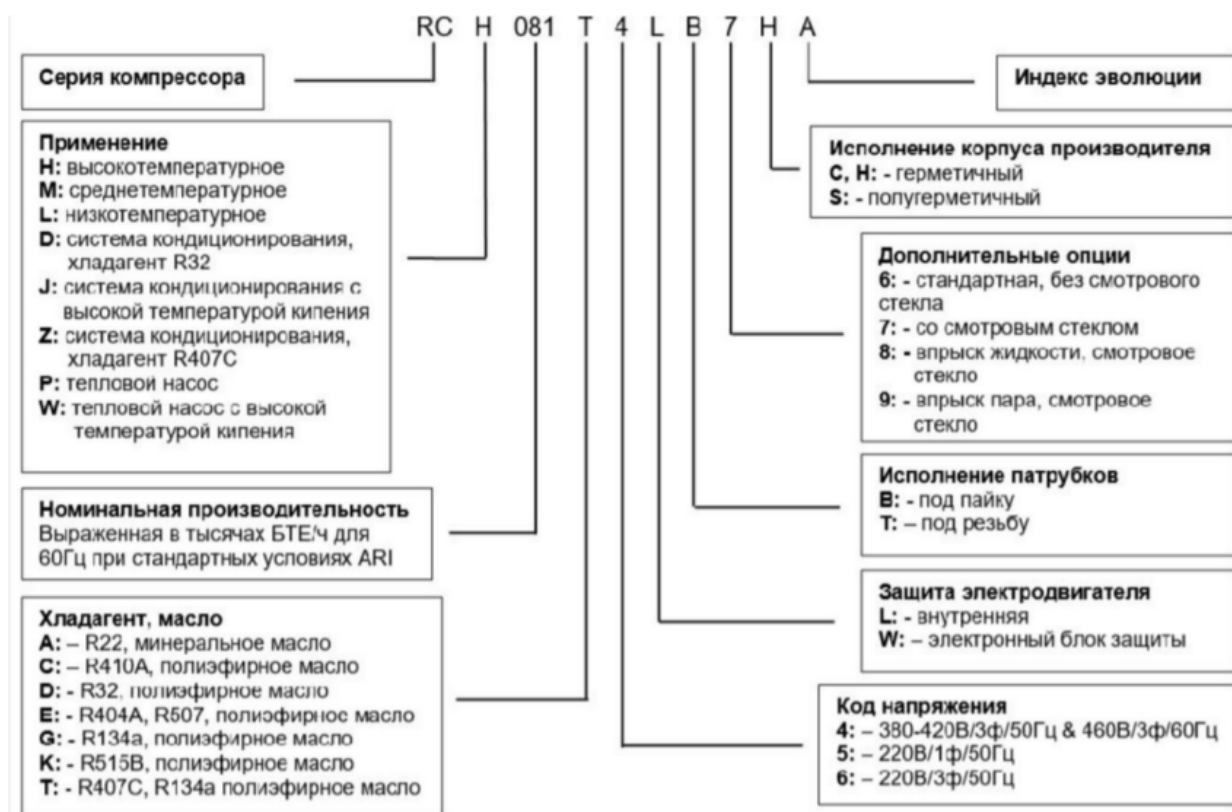 RC H 081 T 4 L B 7 H A
Серия компрессора
Применение
H: высокотемпературное
M: среднетемпературное
L: низкотемпературное
D: система кондиционирования,
хладагент R32
J: система кондиционирования с
высокой температурой кипения
Z: система кондиционирования,
хладагент R407C
P: тепловой насос
W: тепловой насос с высокой
температурой кипения
Номинальная производительность
Выраженная в тысячах БТЕ/ч для
60Гц при стандартных условиях ARI
Хладагент, масло
A: – R22, минеральное масло
C: – R410A, полиэфирное масло
D: - R32, полиэфирное масло
E: - R404A, R507, полиэфирное масло
G: - R134a, полиэфирное масло
K: - R515B, полиэфирное масло
T: - R407C, R134a полиэфирное масло
Индекс эволюции
Исполнение корпуса производителя
C, H: - герметичный
S: - полугерметичный
Дополнительные опции
6: - стандартная, без смотрового
стекла
7: - со смотровым стеклом
8: - впрыск жидкости, смотровое
стекло
9: - впрыск пара, смотровое
стекло
Исполнение патрубков
B: - под пайку
T: – под резьбу
Защита электродвигателя
L: - внутренняя
W: – электронный блок защиты
Код напряжения
4: – 380-420В/3ф/50Гц & 460В/3ф/60Гц
5: – 220В/1ф/50Гц
6: – 220В/3ф/50Гц